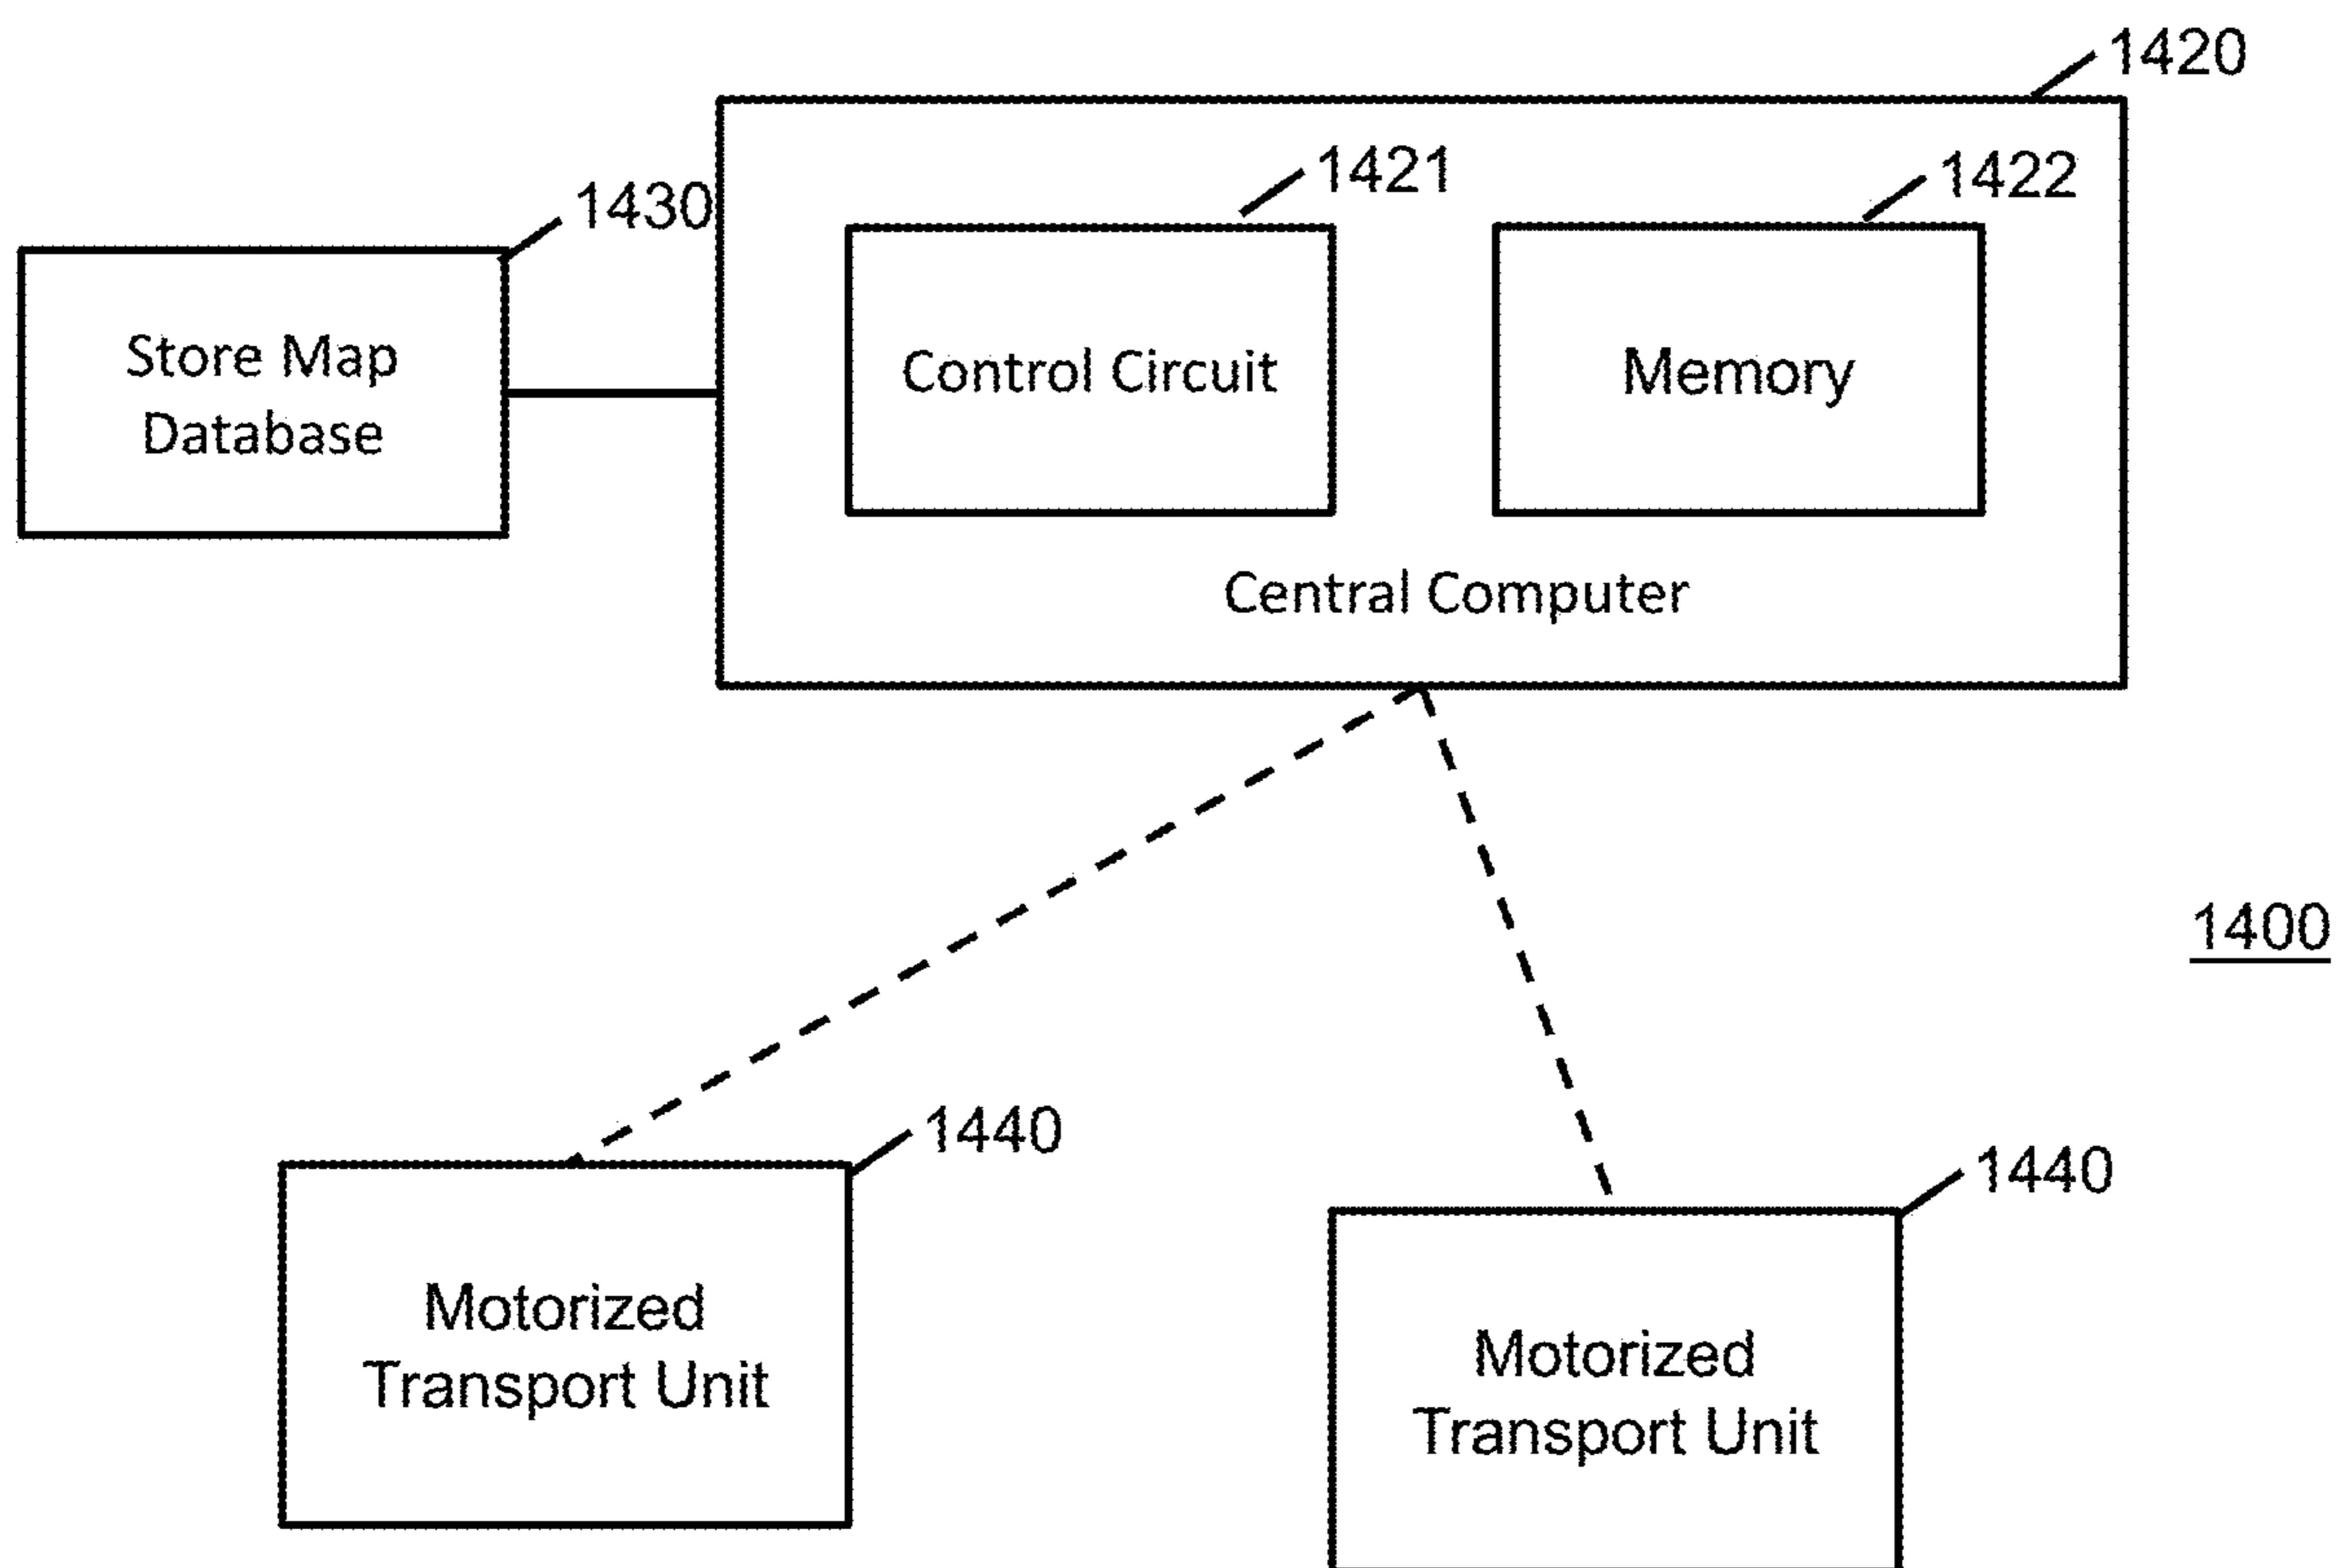 1420
1421
1422
1430
Store Map
Database
Control Circuit
Memory
Central Computer
1400
1440
1440
Motorized
Transport Unit
Motorized
Transport Unit